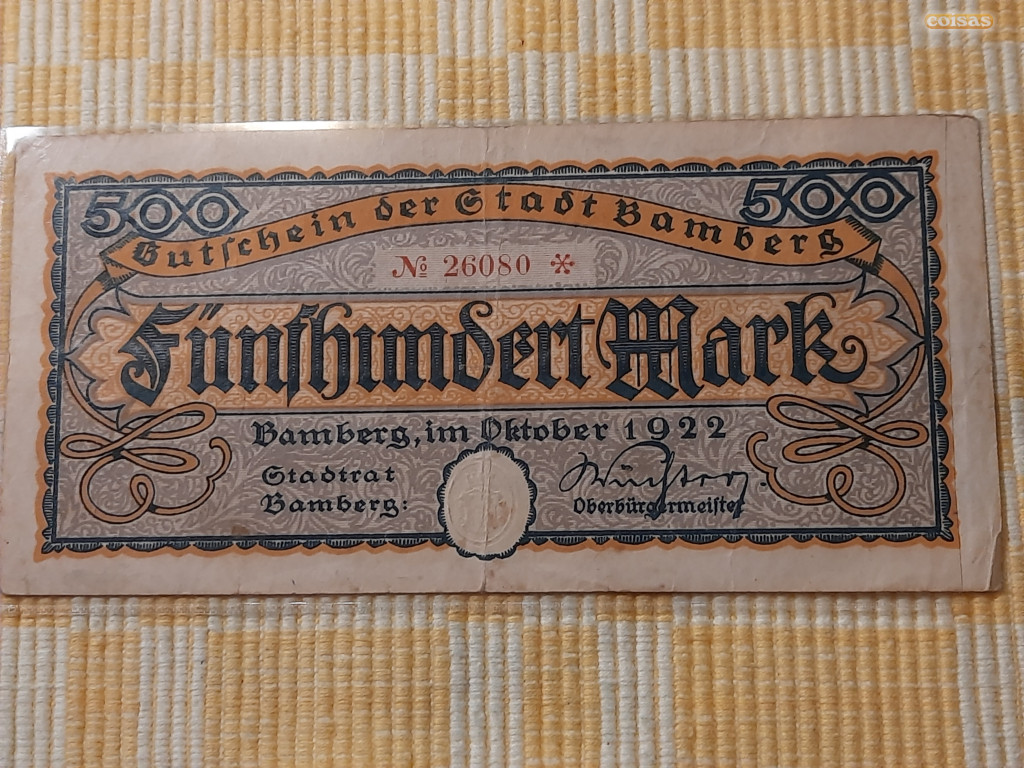 coisas
500 500
Gutschein der Stadt Bamberg
№ 26080 *
Fünfhundert Mark
Bamberg, im Oktober 1922
Stadtrat
Bamberg:
Oberbürgermeister